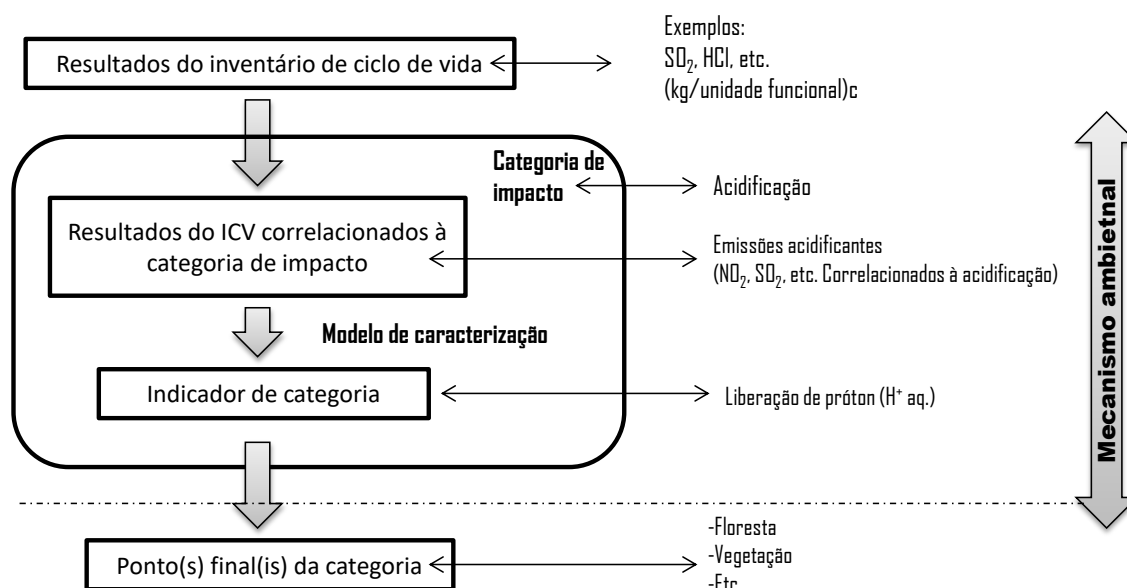 Exemplos:
Resultados do inventário de ciclo de vida
SO₂, HCl, etc.
(kg/unidade funcional)c
Categoria de
impacto
Acidificação
Resultados do ICV correlacionados à
categoria de impacto
Emissões acidificantes
(NO₂, SO₂, etc. Correlacionados à acidificação)
Modelo de caracterização
Indicador de categoria
Liberação de próton (H⁺ aq.)
Mecanismo ambietnal
Ponto(s) final(is) da categoria
-Floresta
-Vegetação
-Etc